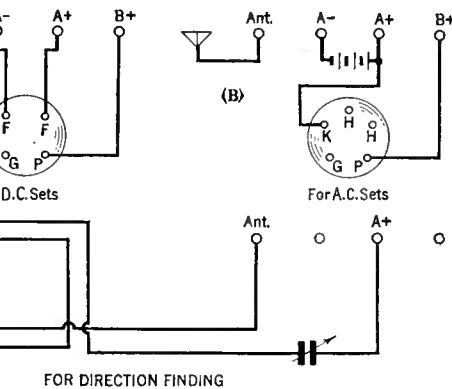 A- A+ B+ Ant. A- A+ B+
(B)
F F K H H
G P G P
D.C. Sets For A.C. Sets
Ant. A+
FOR DIRECTION FINDING